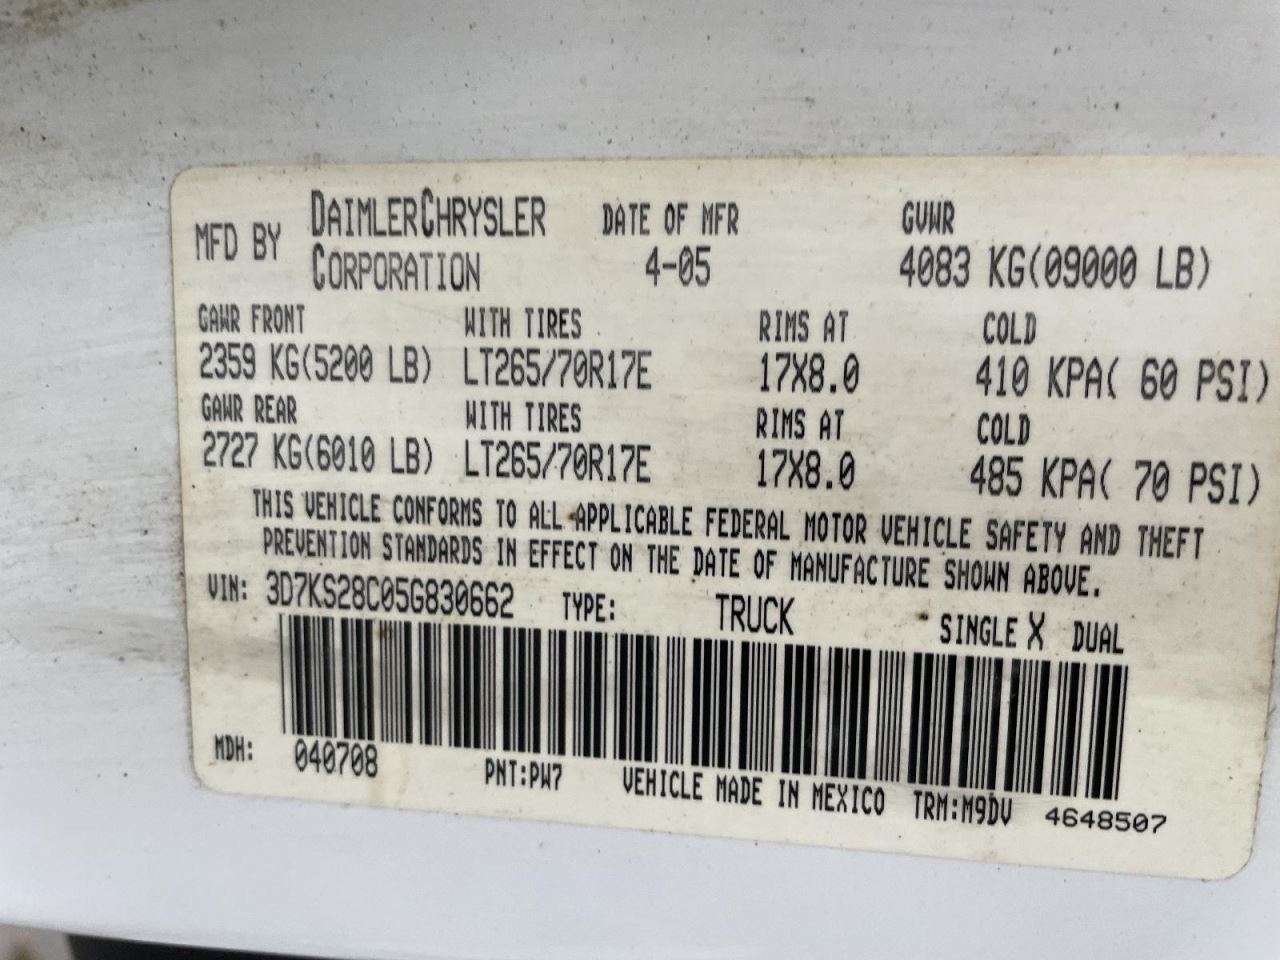 MFD BY DAIMLERCHRYSLER CORPORATION DATE OF MFR 4-05 GVWR 4083 KG(09000 LB)
GAWR FRONT WITH TIRES RIMS AT COLD
2359 KG(5200 LB) LT265/70R17E 17X8.0 410 KPA( 60 PSI)
GAWR REAR WITH TIRES RIMS AT COLD
2727 KG(6010 LB) LT265/70R17E 17X8.0 485 KPA( 70 PSI)
THIS VEHICLE CONFORMS TO ALL APPLICABLE FEDERAL MOTOR VEHICLE SAFETY AND THEFT
PREVENTION STANDARDS IN EFFECT ON THE DATE OF MANUFACTURE SHOWN ABOVE.
VIN: 3D7KS28C05G830662 TYPE: TRUCK SINGLE X DUAL
MDH: 040708 PNT:PW7 VEHICLE MADE IN MEXICO TRM:M9DV 4648507